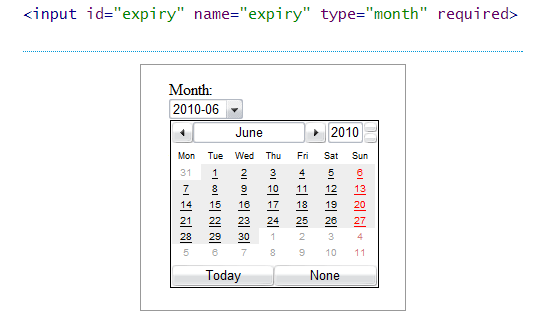 <input id="expiry" name="expiry" type="month" required>
Month:
2010-06
June 2010
Mon Tue Wed Thu Fri Sat Sun
31 1 2 3 4 5 6
7 8 9 10 11 12 13
14 15 16 17 18 19 20
21 22 23 24 25 26 27
28 29 30 1 2 3 4
5 6 7 8 9 10 11
Today None